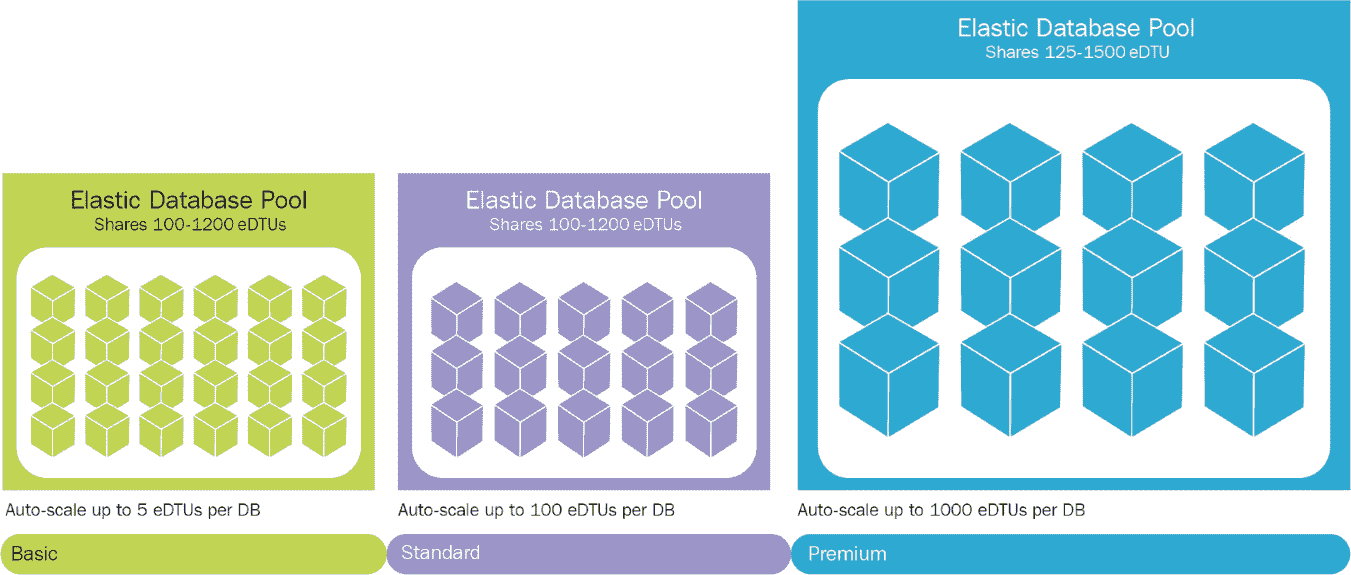 Elastic Database Pool
Shares 100-1200 eDTUs
Auto-scale up to 5 eDTUs per DB
Basic
Elastic Database Pool
Shares 100-1200 eDTUs
Auto-scale up to 100 eDTUs per DB
Standard
Elastic Database Pool
Shares 125-1500 eDTU
Auto-scale up to 1000 eDTUs per DB
Premium